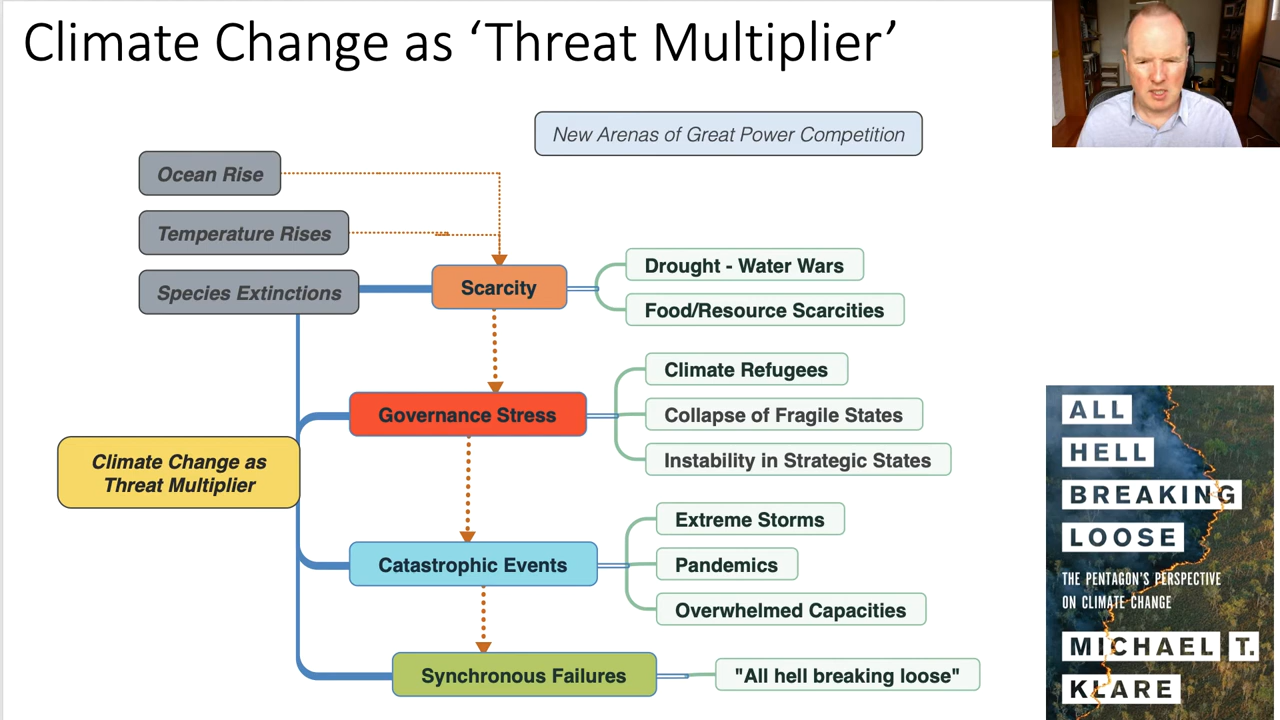 Climate Change as ‘Threat Multiplier’
New Arenas of Great Power Competition
Ocean Rise
Temperature Rises
Species Extinctions
Scarcity
Drought - Water Wars
Food/Resource Scarcities
Governance Stress
Climate Refugees
Collapse of Fragile States
Instability in Strategic States
Climate Change as
Threat Multiplier
Catastrophic Events
Extreme Storms
Pandemics
Overwhelmed Capacities
Synchronous Failures
"All hell breaking loose"
ALL
HELL
BREAKING
LOOSE
THE PENTAGON'S PERSPECTIVE
ON CLIMATE CHANGE
MICHAEL T.
KLARE